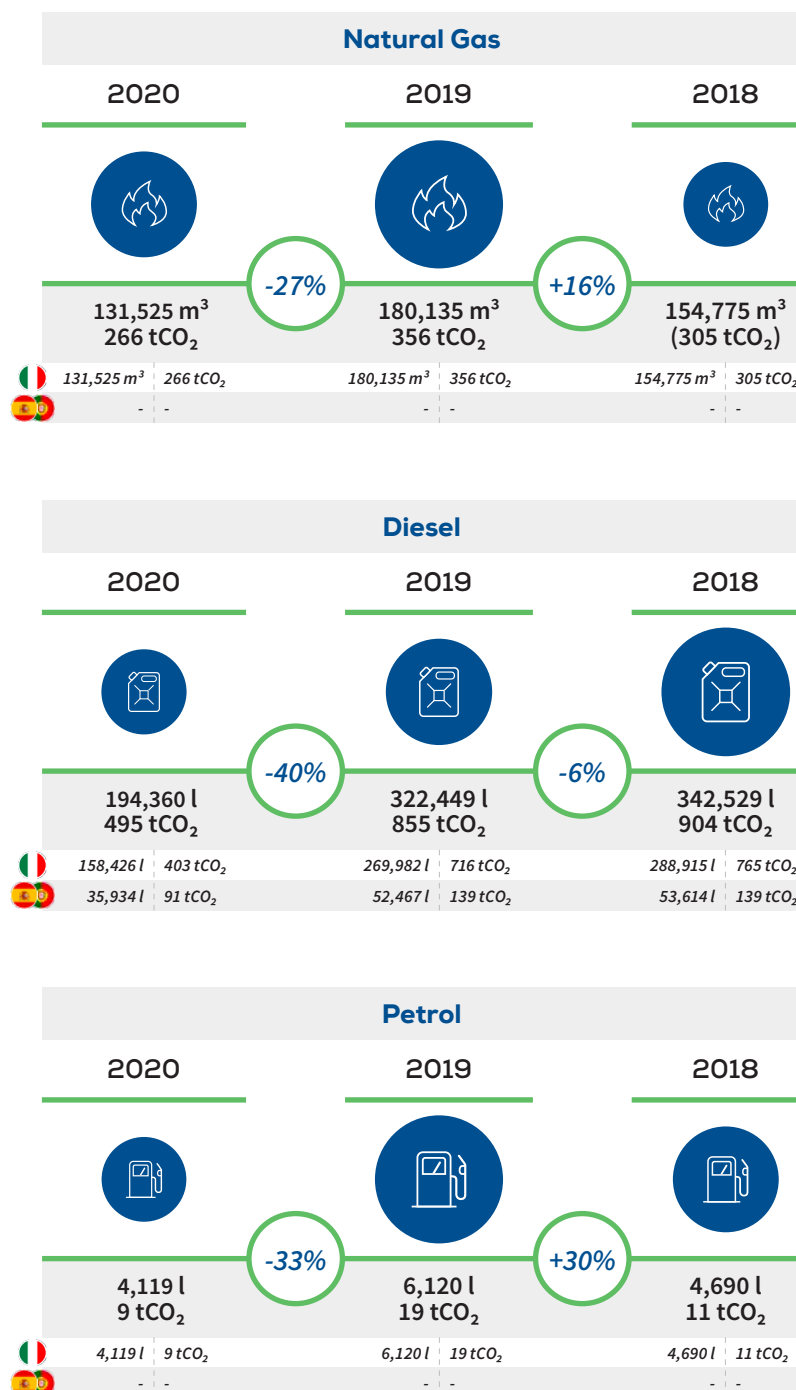 Natural Gas
2020 2019 2018
-27% +16%
131,525 m³ 180,135 m³ 154,775 m³
266 tCO₂ 356 tCO₂ (305 tCO₂)
131,525 m³ 266 tCO₂ 180,135 m³ 356 tCO₂ 154,775 m³ 305 tCO₂
- - - - - -
Diesel
2020 2019 2018
-40% -6%
194,360 l 322,449 l 342,529 l
495 tCO₂ 855 tCO₂ 904 tCO₂
158,426 l 403 tCO₂ 269,982 l 716 tCO₂ 288,915 l 765 tCO₂
35,934 l 91 tCO₂ 52,467 l 139 tCO₂ 53,614 l 139 tCO₂
Petrol
2020 2019 2018
-33% +30%
4,119 l 6,120 l 4,690 l
9 tCO₂ 19 tCO₂ 11 tCO₂
4,119 l 9 tCO₂ 6,120 l 19 tCO₂ 4,690 l 11 tCO₂
- - - - - -